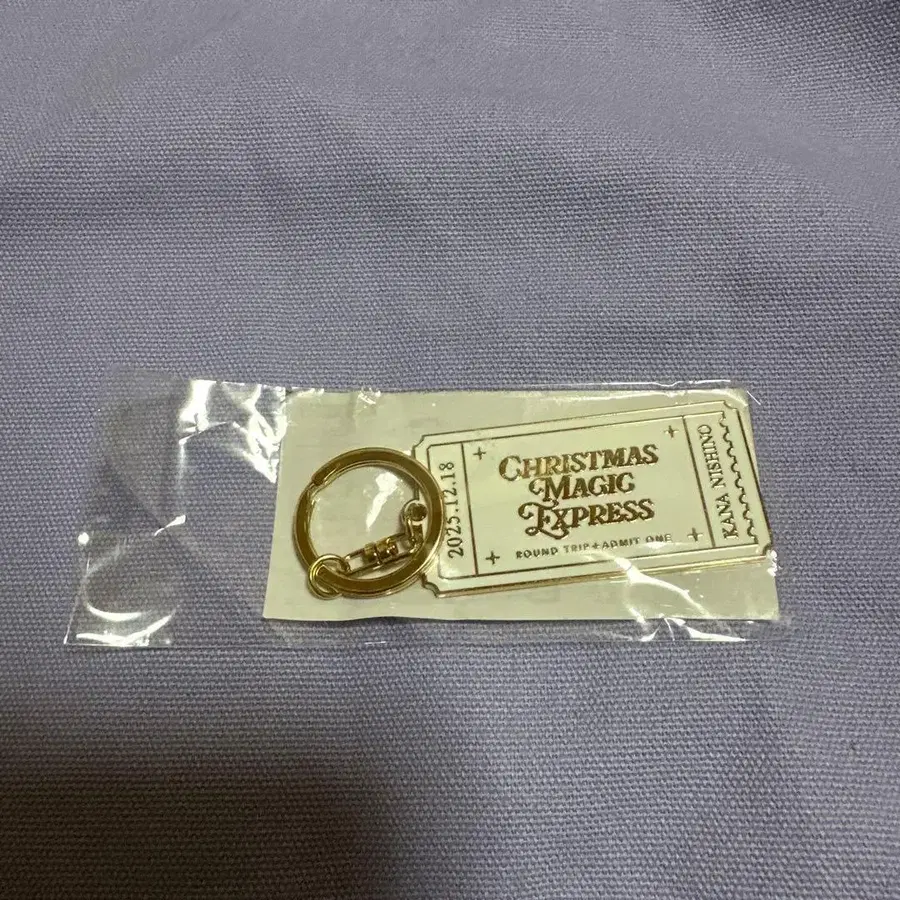 2025.12.18
CHRISTMAS
MAGIC
EXPRESS
ROUND TRIP + ADMIT ONE
KANA NISHINO